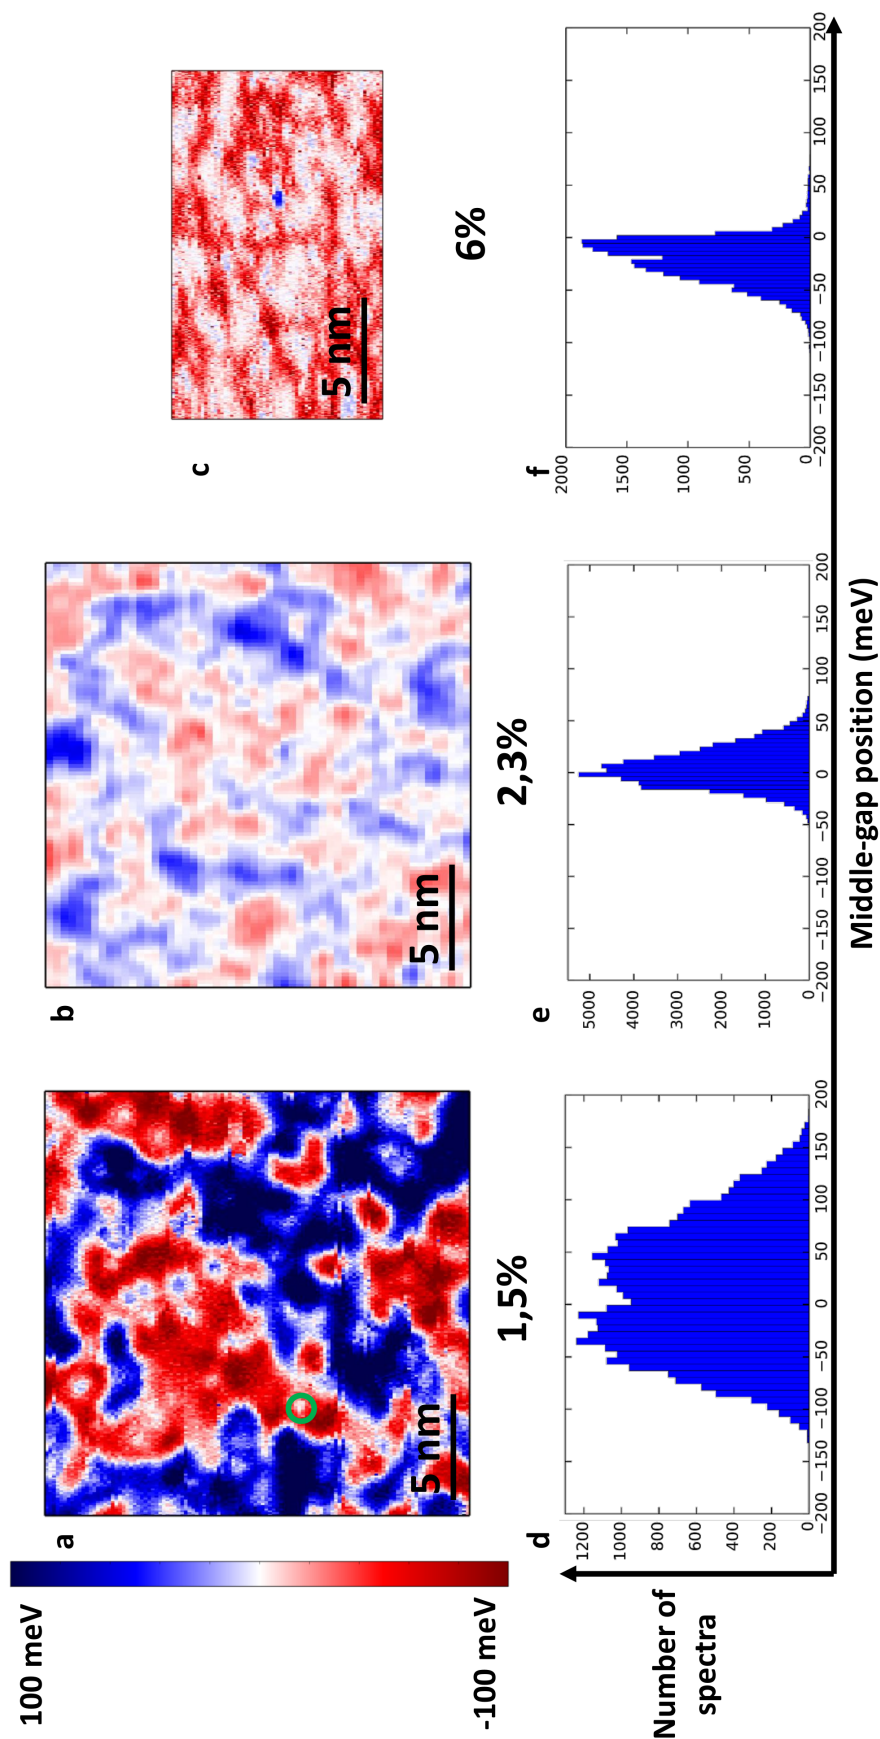 100 meV
-100 meV
a
5 nm
b
5 nm
c
5 nm
1,5%
2,3%
6%
d
1200
1000
800
600
400
200
0
−200 −150 −100 −50 0 50 100 150 200
e
5000
4000
3000
2000
1000
0
−200 −150 −100 −50 0 50 100 150 200
f
2000
1500
1000
500
0
−200 −150 −100 −50 0 50 100 150 200
Number of
spectra
Middle-gap position (meV)